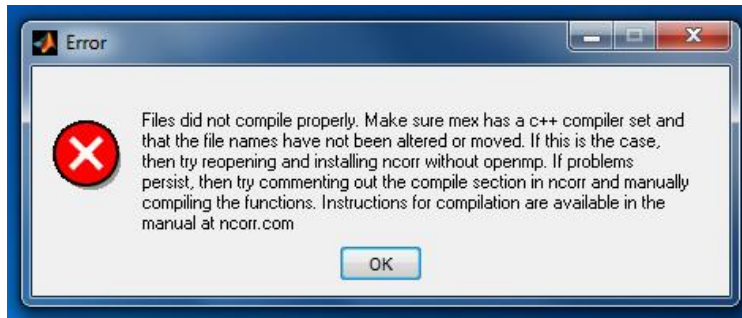 Error
Files did not compile properly. Make sure mex has a c++ compiler set and
that the file names have not been altered or moved. If this is the case,
then try reopening and installing ncorr without openmp. If problems
persist, then try commenting out the compile section in ncorr and manually
compiling the functions. Instructions for compilation are available in the
manual at ncorr.com
OK